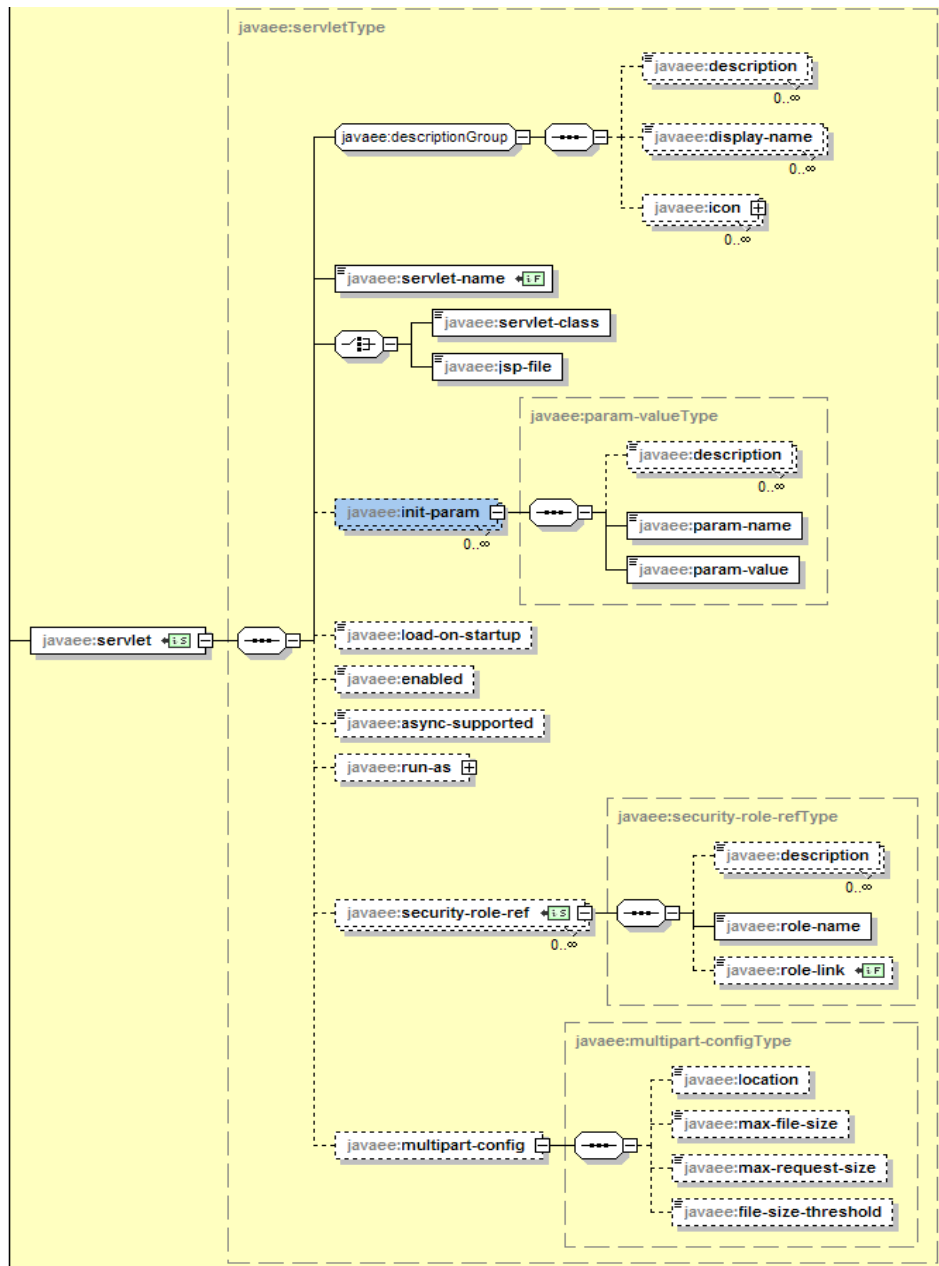 javaee:servletType
javaee:description
0..∞
javaee:descriptionGroup
javaee:display-name
0..∞
javaee:icon
0..∞
javaee:servlet-name iF
javaee:servlet-class
javaee:jsp-file
javaee:param-valueType
javaee:description
0..∞
javaee:init-param
0..∞
javaee:param-name
javaee:param-value
javaee:servlet iS
javaee:load-on-startup
javaee:enabled
javaee:async-supported
javaee:run-as
javaee:security-role-refType
javaee:description
0..∞
javaee:security-role-ref iS
0..∞
javaee:role-name
javaee:role-link iF
javaee:multipart-configType
javaee:location
javaee:max-file-size
javaee:multipart-config
javaee:max-request-size
javaee:file-size-threshold